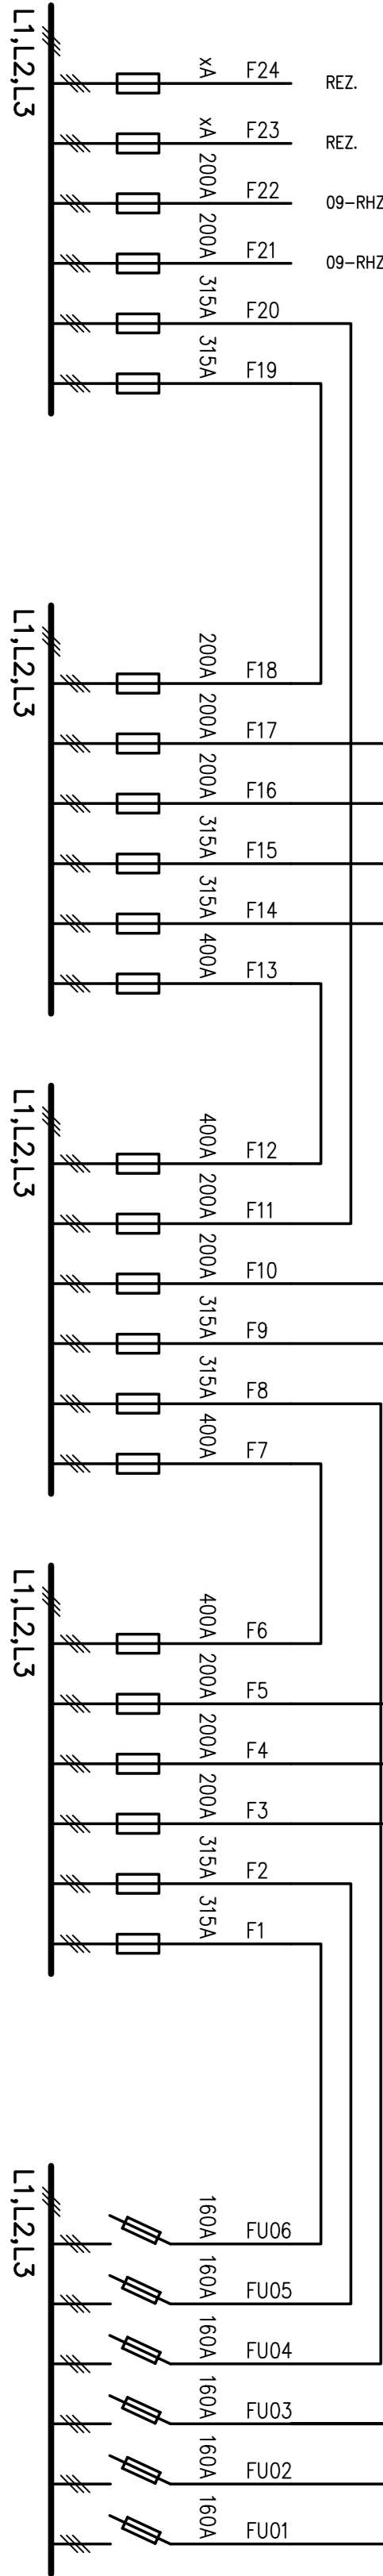 L1,L2,L3
xA F24 REZ.
xA F23 REZ.
200A F22 09-RHZ
200A F21 09-RHZ
315A F20
315A F19
L1,L2,L3
200A F18
200A F17
200A F16
315A F15
315A F14
400A F13
L1,L2,L3
400A F12
200A F11
200A F10
315A F9
315A F8
400A F7
L1,L2,L3
400A F6
200A F5
200A F4
200A F3
315A F2
315A F1
L1,L2,L3
160A FU06
160A FU05
160A FU04
160A FU03
160A FU02
160A FU01